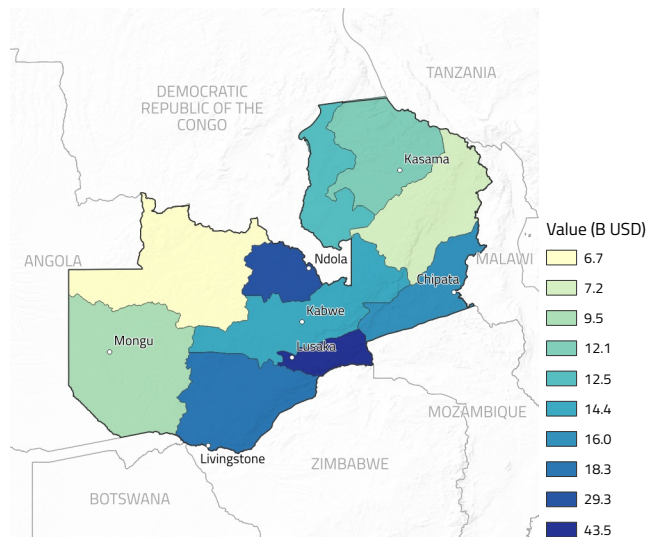 TANZANIA
DEMOCRATIC
REPUBLIC OF THE
CONGO
Kasama
ANGOLA
Ndola
MALAWI
Chipata
Kabwe
Mongu
Lusaka
MOZAMBIQUE
Livingstone
ZIMBABWE
BOTSWANA
Value (B USD)
6.7
7.2
9.5
12.1
12.5
14.4
16.0
18.3
29.3
43.5